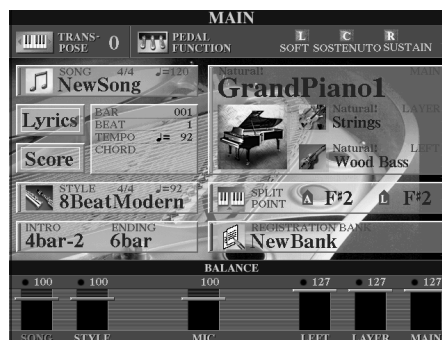 MAIN
TRANS-
POSE 0
PEDAL
FUNCTION
L C R
SOFT SOSTENUTO SUSTAIN
SONG 4/4 ♩=120
NewSong
Lyrics
Score
BAR 001
BEAT 1
TEMPO ♩= 92
CHORD
STYLE 4/4 ♩=92
8BeatModern
INTRO ENDING
4bar-2 6bar
Natural! MAIN
GrandPiano1
Natural! LAYER
Strings
Natural! LEFT
Wood Bass
SPLIT
POINT A F♯2 L F♯2
REGISTRATION BANK
NewBank
BALANCE
100 100 100 127 127 127
SONG STYLE MIC LEFT LAYER MAIN